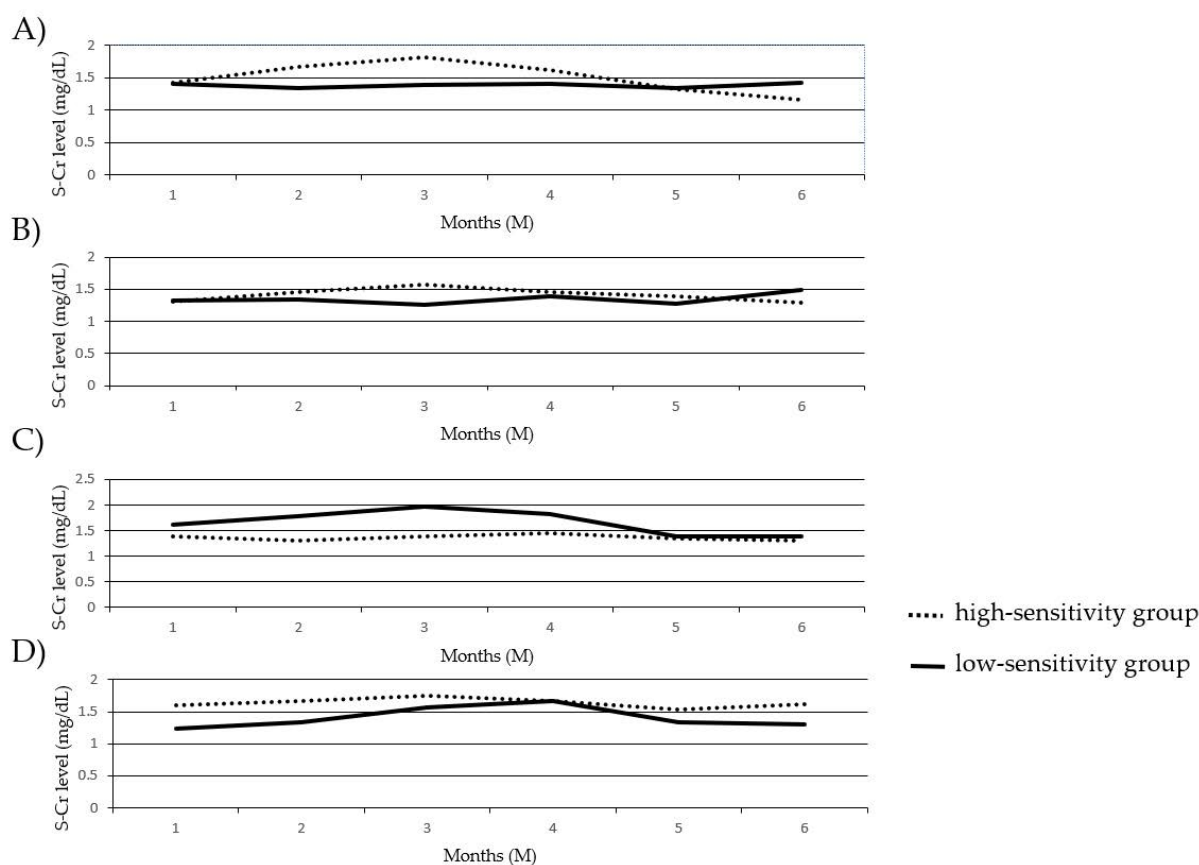 A)
S-Cr level (mg/dL)
2
1.5
1
0.5
0
1 2 3 4 5 6
Months (M)
B)
S-Cr level (mg/dL)
2
1.5
1
0.5
0
1 2 3 4 5 6
Months (M)
C)
S-Cr level (mg/dL)
2.5
2
1.5
1
0.5
0
1 2 3 4 5 6
Months (M)
high-sensitivity group
low-sensitivity group
D)
S-Cr level (mg/dL)
2
1.5
1
0.5
0
1 2 3 4 5 6
Months (M)